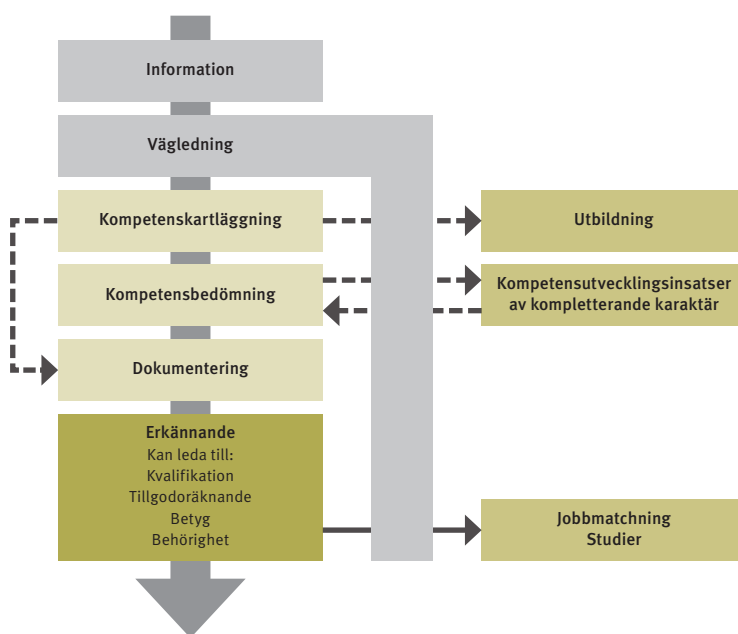 Information
Vägledning
Kompetenskartläggning
Utbildning
Kompetensbedömning
Kompetensutvecklingsinsatser
av kompletterande karaktär
Dokumentering
Erkännande
Kan leda till:
Kvalifikation
Tillgodoräknande
Betyg
Behörighet
Jobbmatchning
Studier